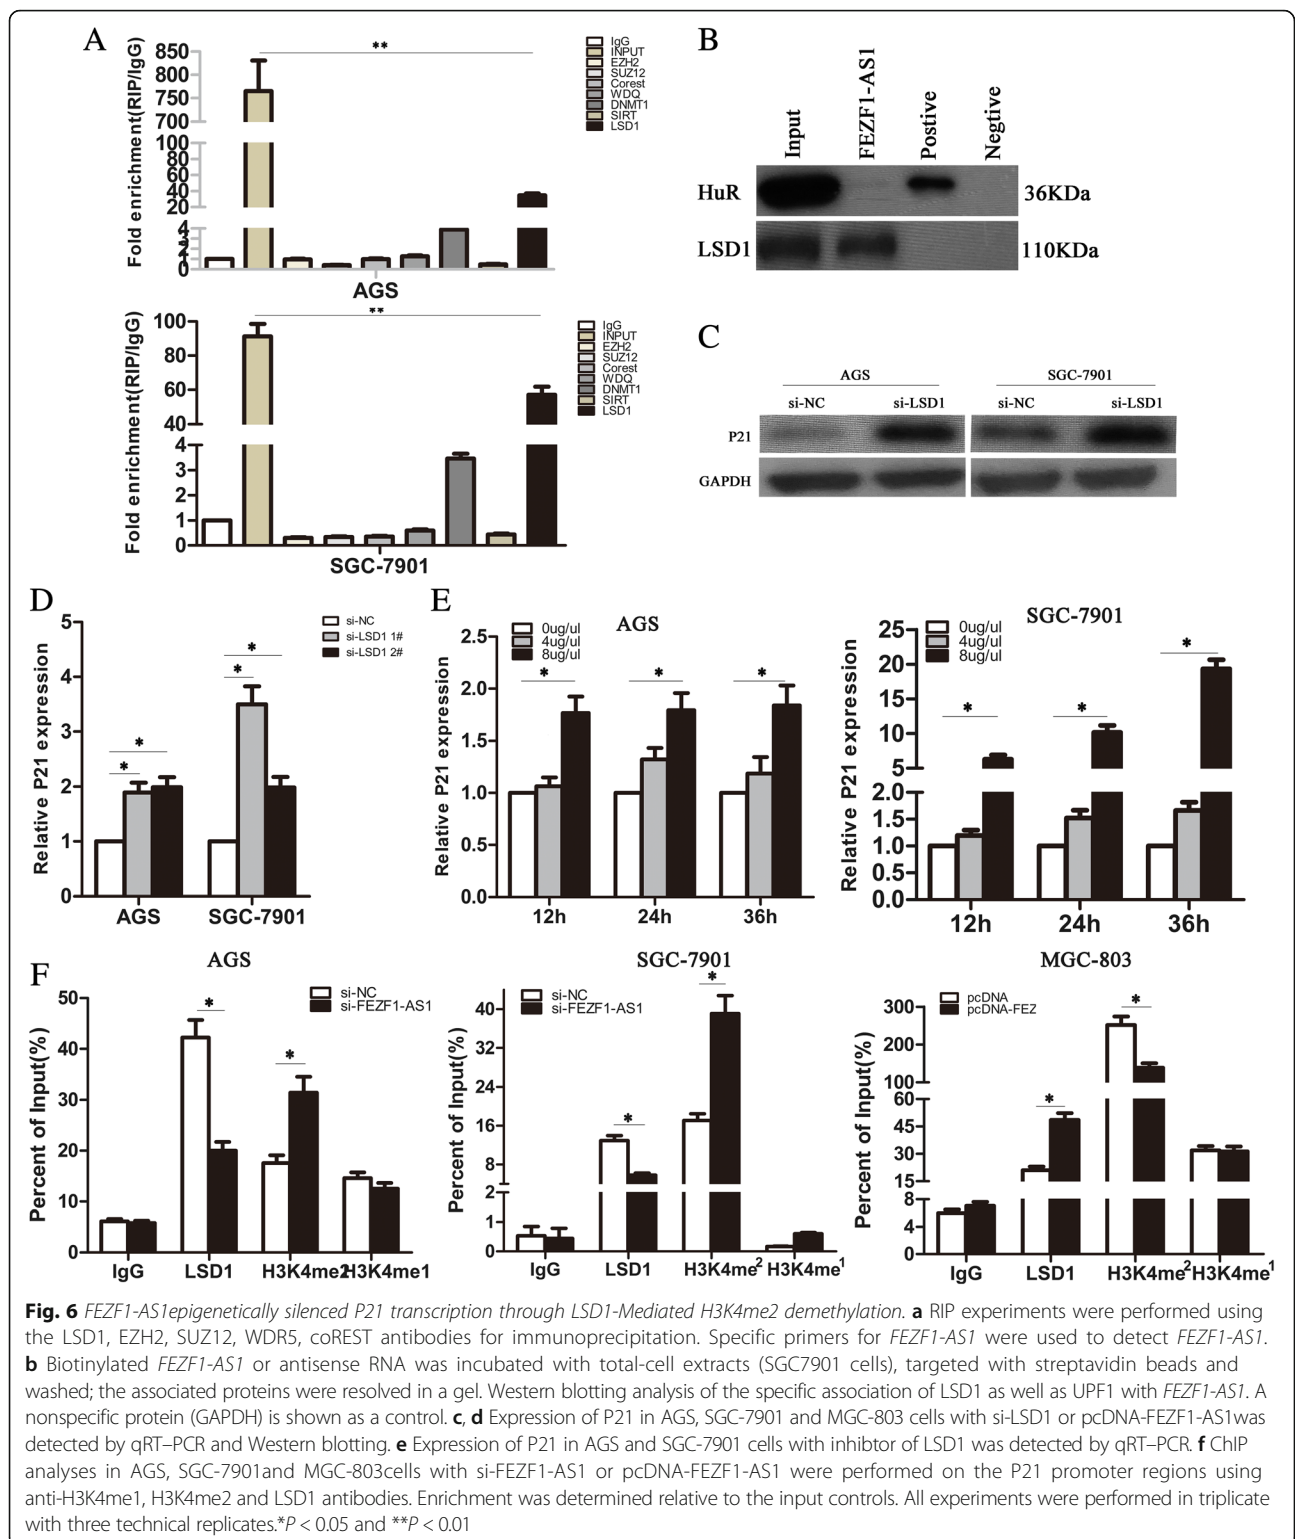 A
Fold enrichment(RIP/IgG)
850
800
750
700
100
80
60
40
20
4
3
2
1
0
**
IgG
INPUT
EZH2
SUZ12
Corest
WDQ
DNMT1
SIRT
LSD1
AGS
Fold enrichment(RIP/IgG)
100
80
60
40
4
3
2
1
0
**
IgG
INPUT
EZH2
SUZ12
Corest
WDQ
DNMT1
SIRT
LSD1
SGC-7901
B
Input
FEZF1-AS1
Postive
Negtive
HuR
36KDa
LSD1
110KDa
C
AGS
SGC-7901
si-NC
si-LSD1
si-NC
si-LSD1
P21
GAPDH
D
Relative P21 expression
5
4
3
2
1
0
si-NC
si-LSD1 1#
si-LSD1 2#
*
*
*
*
AGS
SGC-7901
E
AGS
Relative P21 expression
2.5
2.0
1.5
1.0
0.5
0.0
0ug/ul
4ug/ul
8ug/ul
*
*
*
12h
24h
36h
SGC-7901
Relative P21 expression
25
20
15
10
5
2.0
1.5
1.0
0.5
0.0
0ug/ul
4ug/ul
8ug/ul
*
*
*
12h
24h
36h
F
AGS
Percent of Input(%)
50
40
30
20
10
0
si-NC
si-FEZF1-AS1
*
*
IgG
LSD1
H3K4me2
H3K4me1
SGC-7901
Percent of Input(%)
40
32
24
16
8
2
1
0
si-NC
si-FEZF1-AS1
*
*
IgG
LSD1
H3K4me2
H3K4me1
MGC-803
Percent of Input(%)
300
200
100
60
45
30
15
8
4
0
pcDNA
pcDNA-FEZ
*
*
IgG
LSD1
H3K4me2
H3K4me1
Fig. 6 FEZF1-AS1epigenetically silenced P21 transcription through LSD1-Mediated H3K4me2 demethylation. a RIP experiments were performed using
the LSD1, EZH2, SUZ12, WDR5, coREST antibodies for immunoprecipitation. Specific primers for FEZF1-AS1 were used to detect FEZF1-AS1.
b Biotinylated FEZF1-AS1 or antisense RNA was incubated with total-cell extracts (SGC7901 cells), targeted with streptavidin beads and
washed; the associated proteins were resolved in a gel. Western blotting analysis of the specific association of LSD1 as well as UPF1 with FEZF1-AS1. A
nonspecific protein (GAPDH) is shown as a control. c, d Expression of P21 in AGS, SGC-7901 and MGC-803 cells with si-LSD1 or pcDNA-FEZF1-AS1was
detected by qRT–PCR and Western blotting. e Expression of P21 in AGS and SGC-7901 cells with inhibtor of LSD1 was detected by qRT–PCR. f ChIP
analyses in AGS, SGC-7901and MGC-803cells with si-FEZF1-AS1 or pcDNA-FEZF1-AS1 were performed on the P21 promoter regions using
anti-H3K4me1, H3K4me2 and LSD1 antibodies. Enrichment was determined relative to the input controls. All experiments were performed in triplicate
with three technical replicates.*P < 0.05 and **P < 0.01